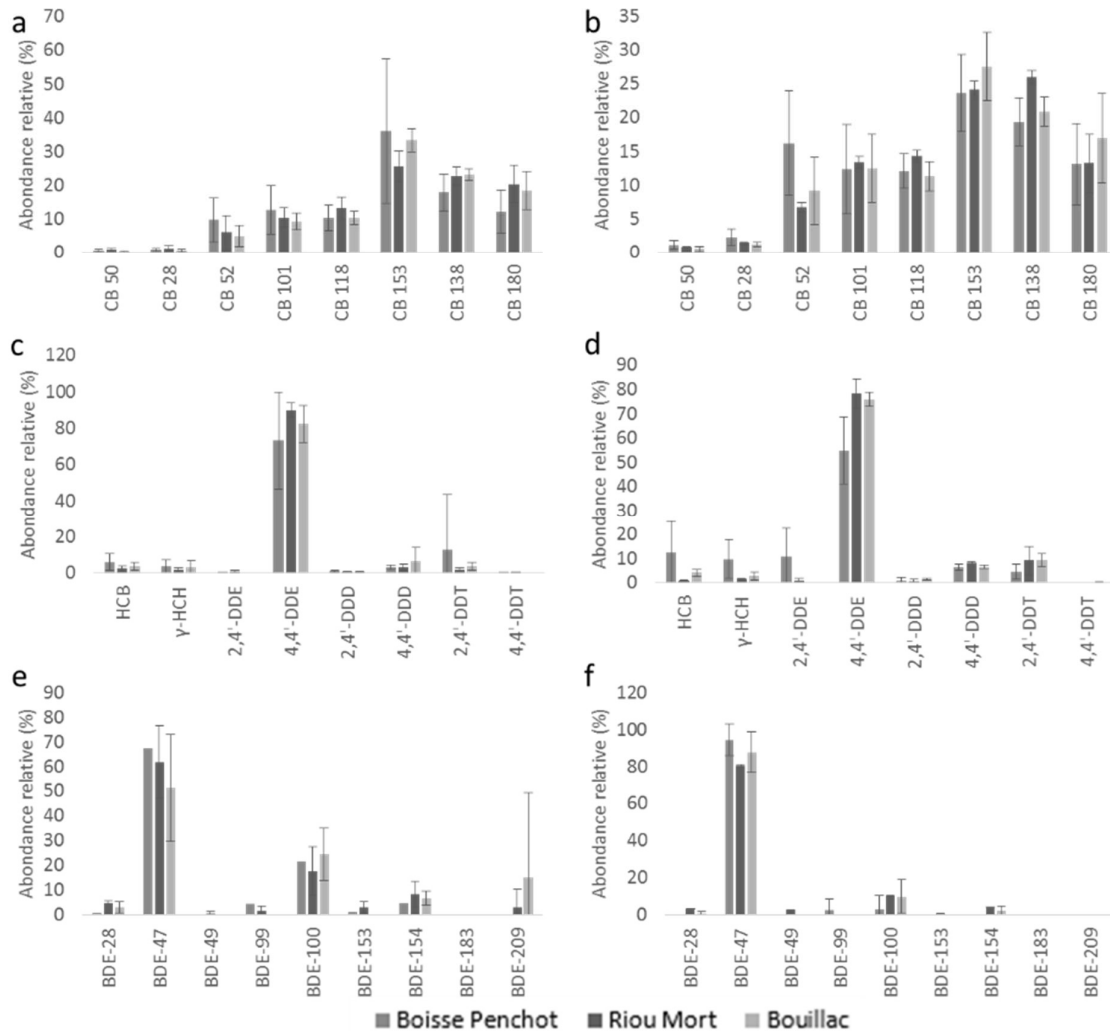 a
Abondance relative (%)
70
60
50
40
30
20
10
0
CB 50
CB 28
CB 52
CB 101
CB 118
CB 153
CB 138
CB 180
b
Abondance relative (%)
35
30
25
20
15
10
5
0
CB 50
CB 28
CB 52
CB 101
CB 118
CB 153
CB 138
CB 180
c
Abondance relative (%)
120
100
80
60
40
20
0
HCB
γ-HCH
2,4'-DDE
4,4'-DDE
2,4'-DDD
4,4'-DDD
2,4'-DDT
4,4'-DDT
d
Abondance relative (%)
90
80
70
60
50
40
30
20
10
0
HCB
γ-HCH
2,4'-DDE
4,4'-DDE
2,4'-DDD
4,4'-DDD
2,4'-DDT
4,4'-DDT
e
Abondance relative (%)
90
80
70
60
50
40
30
20
10
0
BDE-28
BDE-47
BDE-49
BDE-99
BDE-100
BDE-153
BDE-154
BDE-183
BDE-209
f
Abondance relative (%)
120
100
80
60
40
20
0
BDE-28
BDE-47
BDE-49
BDE-99
BDE-100
BDE-153
BDE-154
BDE-183
BDE-209
Boisse Penchot Riou Mort Bouillac